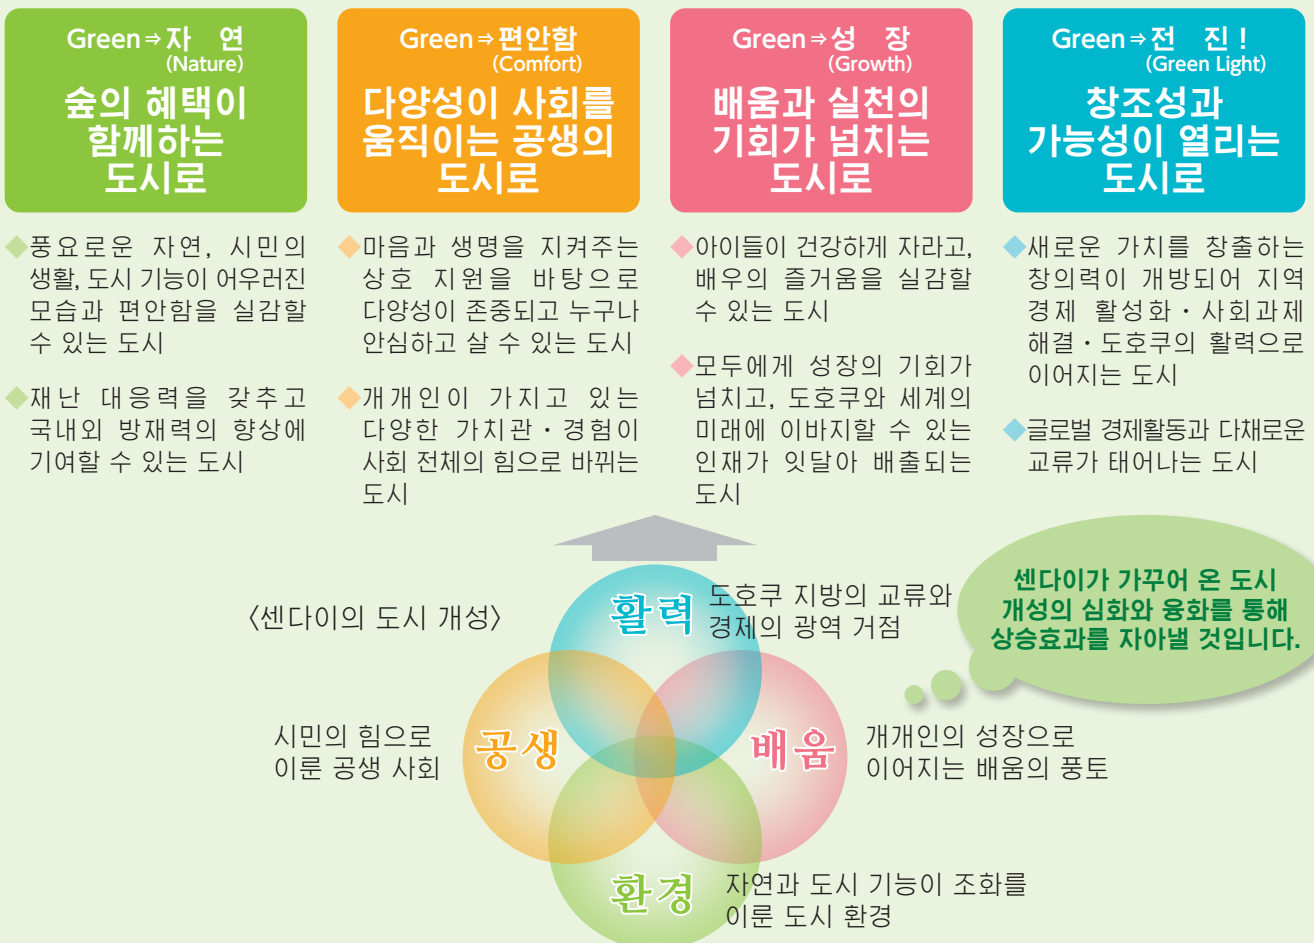 Green⇒자 연
(Nature)
숲의 혜택이
함께하는
도시로
◆풍요로운 자연, 시민의
생활, 도시 기능이 어우러진
모습과 편안함을 실감할
수 있는 도시
◆재난 대응력을 갖추고
국내외 방재력의 향상에
기여할 수 있는 도시
Green⇒편안함
(Comfort)
다양성이 사회를
움직이는 공생의
도시로
◆마음과 생명을 지켜주는
상호 지원을 바탕으로
다양성이 존중되고 누구나
안심하고 살 수 있는 도시
◆개개인이 가지고 있는
다양한 가치관・경험이
사회 전체의 힘으로 바뀌는
도시
Green⇒성 장
(Growth)
배움과 실천의
기회가 넘치는
도시로
◆아이들이 건강하게 자라고,
배우의 즐거움을 실감할
수 있는 도시
◆모두에게 성장의 기회가
넘치고, 도호쿠와 세계의
미래에 이바지할 수 있는
인재가 잇달아 배출되는
도시
Green⇒전 진!
(Green Light)
창조성과
가능성이 열리는
도시로
◆새로운 가치를 창출하는
창의력이 개방되어 지역
경제 활성화・사회과제
해결・도호쿠의 활력으로
이어지는 도시
◆글로벌 경제활동과 다채로운
교류가 태어나는 도시
〈센다이의 도시 개성〉
활력
도호쿠 지방의 교류와
경제의 광역 거점
센다이가 가꾸어 온 도시
개성의 심화와 융화를 통해
상승효과를 자아낼 것입니다.
시민의 힘으로
이룬 공생 사회
공생
배움
개개인의 성장으로
이어지는 배움의 풍토
환경
자연과 도시 기능이 조화를
이룬 도시 환경